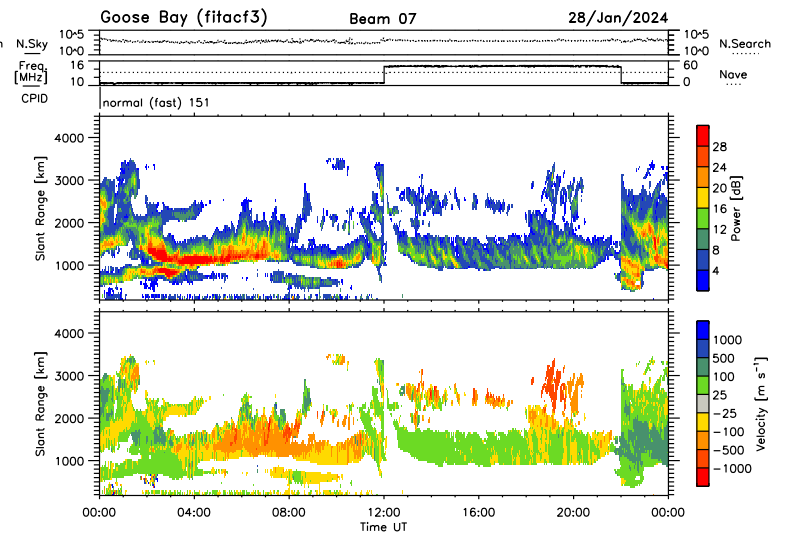 Goose Bay (fitacf3) Beam 07 28/Jan/2024
n N.Sky 10^5 10^5 N.Search
10^0 10^0
Freq. 16 60 Nave
[MHz] 10 0
CPID normal (fast) 151
4000
3000
2000
1000
Slant Range [km]
28
24
20
16
12
8
4
Power [dB]
4000
3000
2000
1000
Slant Range [km]
1000
500
100
25
-25
-100
-500
-1000
Velocity [m s⁻¹]
00:00 04:00 08:00 12:00 16:00 20:00 00:00
Time UT